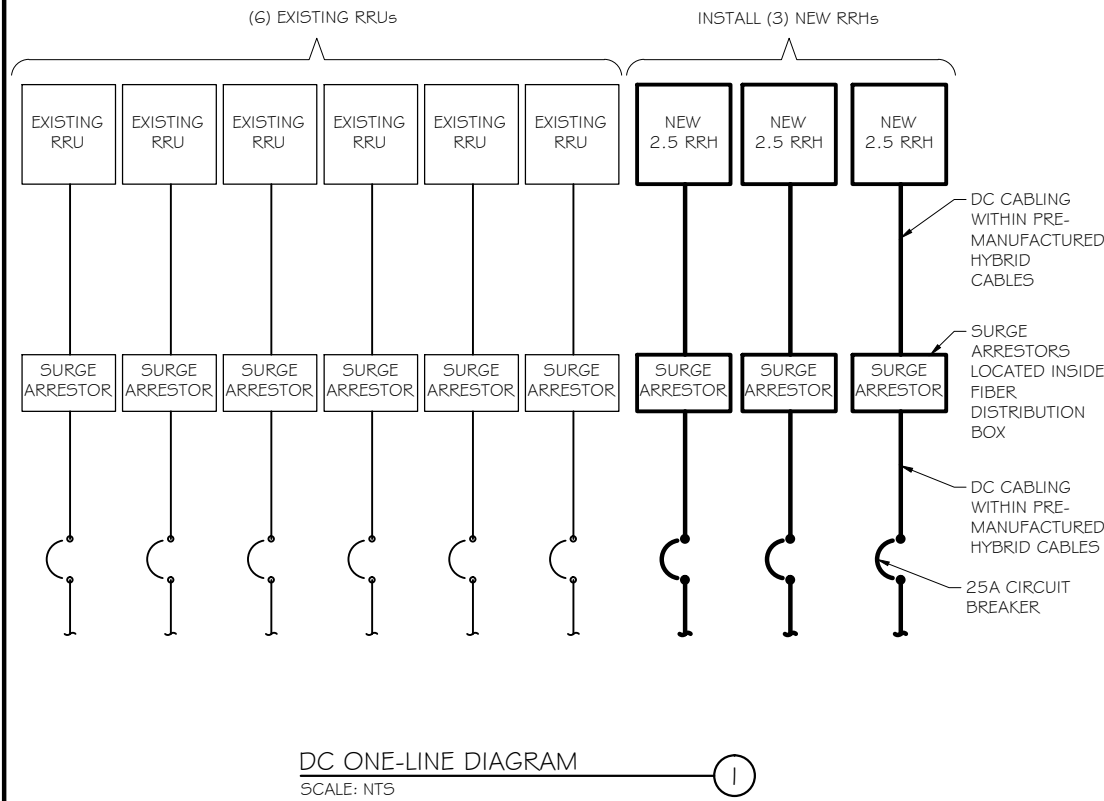 (6) EXISTING RRUs
INSTALL (3) NEW RRHs
EXISTING
RRU
EXISTING
RRU
EXISTING
RRU
EXISTING
RRU
EXISTING
RRU
EXISTING
RRU
NEW
2.5 RRH
NEW
2.5 RRH
NEW
2.5 RRH
DC CABLING
WITHIN PRE-
MANUFACTURED
HYBRID
CABLES
SURGE
ARRESTOR
SURGE
ARRESTOR
SURGE
ARRESTOR
SURGE
ARRESTOR
SURGE
ARRESTOR
SURGE
ARRESTOR
SURGE
ARRESTOR
SURGE
ARRESTOR
SURGE
ARRESTOR
SURGE
ARRESTORS
LOCATED INSIDE
FIBER
DISTRIBUTION
BOX
DC CABLING
WITHIN PRE-
MANUFACTURED
HYBRID CABLES
25A CIRCUIT
BREAKER
DC ONE-LINE DIAGRAM
SCALE: NTS
1